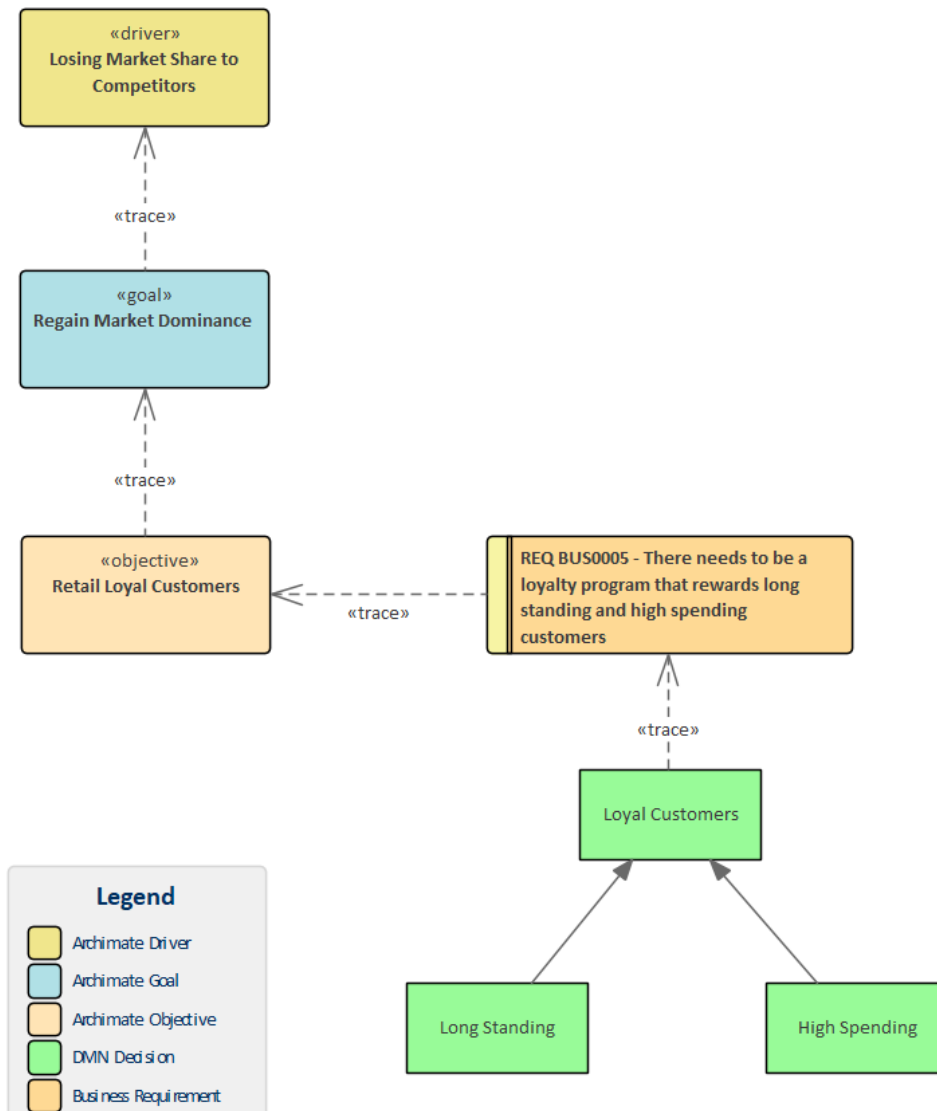 «driver»
Losing Market Share to
Competitors
«trace»
«goal»
Regain Market Dominance
«trace»
«objective»
Retail Loyal Customers
«trace»
REQ BUS0005 - There needs to be a
loyalty program that rewards long
standing and high spending
customers
«trace»
Loyal Customers
Long Standing
High Spending
Legend
Archimate Driver
Archimate Goal
Archimate Objective
DMN Decision
Business Requirement